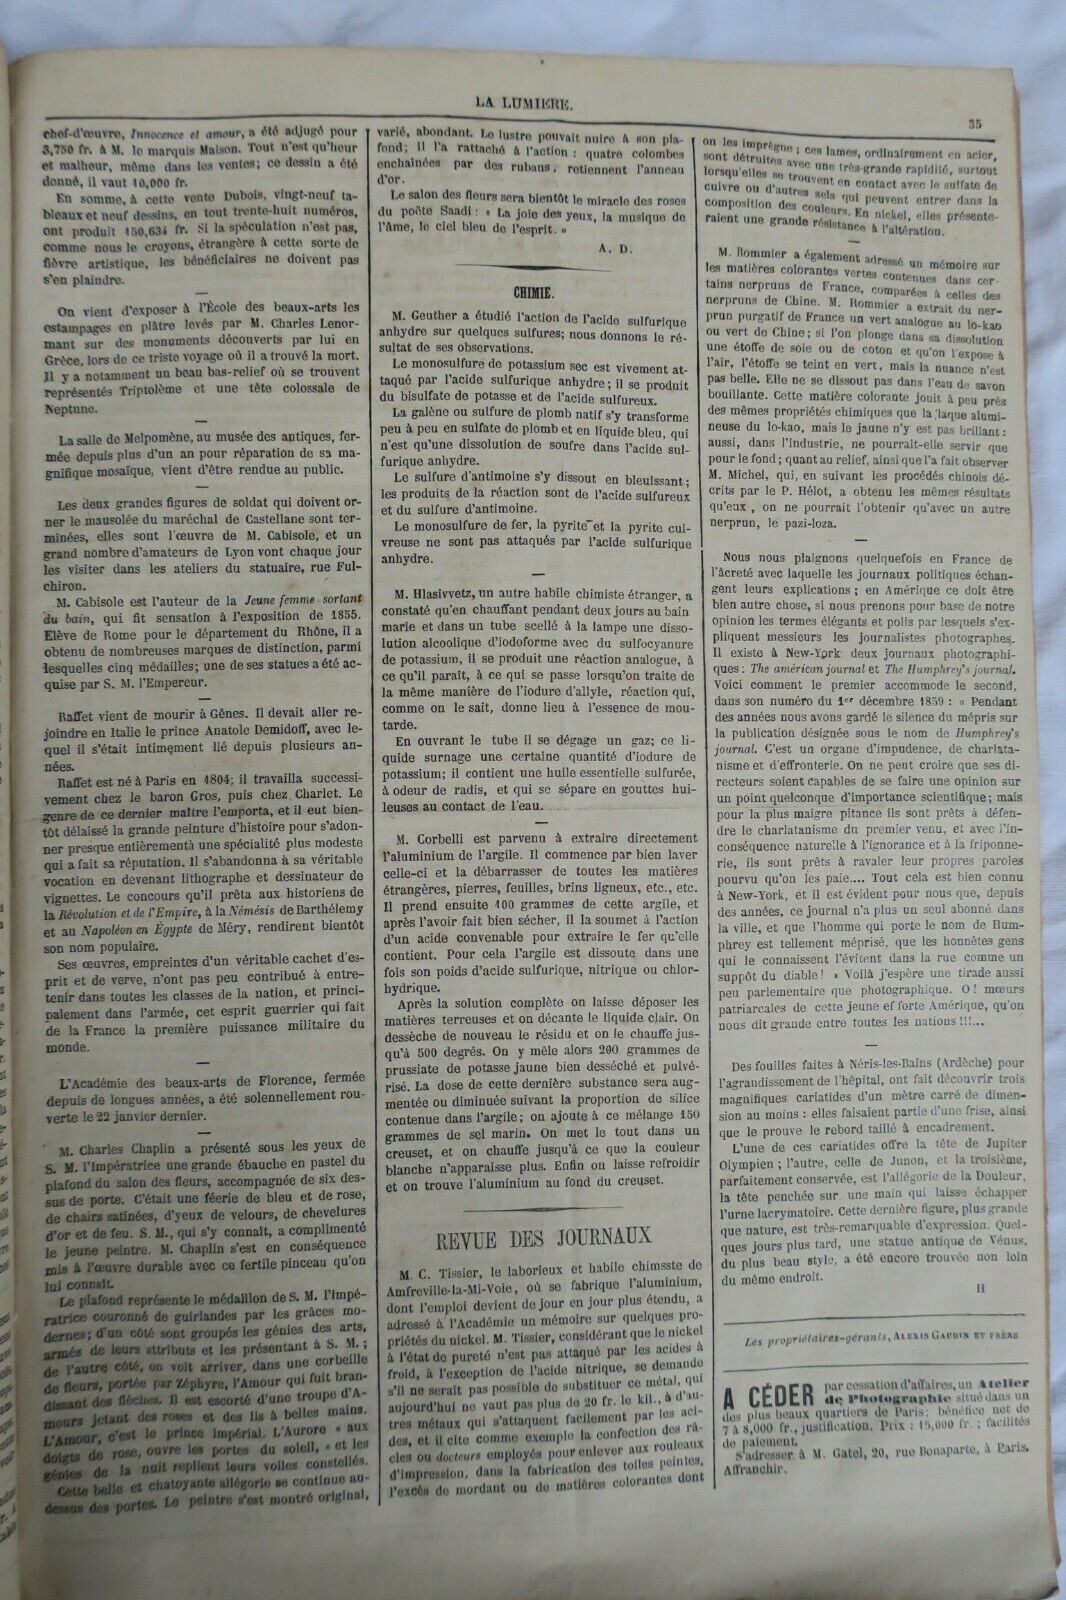 LA LUMIERE.
35
chef-d'œuvre, Innocence et amour, a été adjugé pour
3,750 fr. à M. le marquis Maison. Tout n'est qu'heur
et malheur, même dans les ventes; ce dessin a été
donné, il vaut 10,000 fr.
En somme, à cette vente Dubois, vingt-neuf ta-
bleaux et neuf dessins, en tout trente-huit numéros,
ont produit 150,634 fr. Si la spéculation n'est pas,
comme nous le croyons, étrangère à cette sorte de
fièvre artistique, les bénéficiaires ne doivent pas
s'en plaindre.
—
On vient d'exposer à l'École des beaux-arts les
estampages en plâtre levés par M. Charles Lenor-
mant sur des monuments découverts par lui en
Grèce, lors de ce triste voyage où il a trouvé la mort.
Il y a notamment un beau bas-relief où se trouvent
représentés Triptolème et une tête colossale de
Neptune.
—
La salle de Melpomène, au musée des antiques, fer-
mée depuis plus d'un an pour réparation de sa ma-
gnifique mosaïque, vient d'être rendue au public.
—
Les deux grandes figures de soldat qui doivent or-
ner le mausolée du maréchal de Castellane sont ter-
minées, elles sont l'œuvre de M. Cabisole, et un
grand nombre d'amateurs de Lyon vont chaque jour
les visiter dans les ateliers du statuaire, rue Ful-
chiron.
M. Cabisole est l'auteur de la Jeune femme sortant
du bain, qui fit sensation à l'exposition de 1855.
Elève de Rome pour le département du Rhône, il a
obtenu de nombreuses marques de distinction, parmi
lesquelles cinq médailles; une de ses statues a été ac-
quise par S. M. l'Empereur.
—
Raffet vient de mourir à Gênes. Il devait aller re-
joindre en Italie le prince Anatole Demidoff, avec le-
quel il s'était intimement lié depuis plusieurs an-
nées.
Raffet est né à Paris en 1804; il travailla successi-
vement chez le baron Gros, puis chez Charlet. Le
genre de ce dernier maître l'emporta, et il eut bien-
tôt délaissé la grande peinture d'histoire pour s'adon-
ner presque entièrementà une spécialité plus modeste
qui a fait sa réputation. Il s'abandonna à sa véritable
vocation en devenant lithographe et dessinateur de
vignettes. Le concours qu'il prêta aux historiens de
la Révolution et de l'Empire, à la Némésis de Barthélemy
et au Napoléon en Egypte de Méry, rendirent bientôt
son nom populaire.
Ses œuvres, empreintes d'un véritable cachet d'es-
prit et de verve, n'ont pas peu contribué à entre-
tenir dans toutes les classes de la nation, et princi-
palement dans l'armée, cet esprit guerrier qui fait
de la France la première puissance militaire du
monde.
—
L'Académie des beaux-arts de Florence, fermée
depuis de longues années, a été solennellement rou-
verte le 22 janvier dernier.
—
M. Charles Chaplin a présenté sous les yeux de
S. M. l'Impératrice une grande ébauche en pastel du
plafond du salon des fleurs, accompagnée de six des-
sus de porte. C'était une féerie de bleu et de rose,
de chairs satinées, d'yeux de velours, de chevelures
d'or et de feu. S. M., qui s'y connaît, a complimenté
le jeune peintre. M. Chaplin s'est en conséquence
mis à l'œuvre durable avec ce fertile pinceau qu'on
lui connaît.
Le plafond représente le médaillon de S. M. l'Impé-
ratrice couronné de guirlandes par les grâces mo-
dernes; d'un côté sont groupés les génies des arts,
armés de leurs attributs et les présentant à S. M.;
de l'autre côté, on voit arriver, dans une corbeille
de fleurs, portée par Zéphyre, l'Amour qui fuit bran-
dissant des flèches. Il est escorté d'une troupe d'A-
mours jetant des roses et des lis à belles mains.
L'Amour, c'est le prince Impérial. L'Aurore « aux
doigts de rose, ouvre les portes du soleil, » et les
génies de la nuit replient leurs voiles constellés.
Cette belle et chatoyante allégorie se continue au-
dessus des portes. Le peintre s'est montré original,
varié, abondant. Le lustre pouvait nuire à son pla-
fond; il l'a rattaché à l'action: quatre colombes
enchaînées par des rubans, retiennent l'anneau
d'or.
Le salon des fleurs sera bientôt le miracle des roses
du poëte Saadi: « La joie des yeux, la musique de
l'âme, le ciel bleu de l'esprit. »
A. D.
CHIMIE.
M. Geuther a étudié l'action de l'acide sulfurique
anhydre sur quelques sulfures; nous donnons le ré-
sultat de ses observations.
Le monosulfure de potassium sec est vivement at-
taqué par l'acide sulfurique anhydre; il se produit
du bisulfate de potasse et de l'acide sulfureux.
La galène ou sulfure de plomb natif s'y transforme
peu à peu en sulfate de plomb et en liquide bleu, qui
n'est qu'une dissolution de soufre dans l'acide sul-
furique anhydre.
Le sulfure d'antimoine s'y dissout en bleuissant;
les produits de la réaction sont de l'acide sulfureux
et du sulfure d'antimoine.
Le monosulfure de fer, la pyrite et la pyrite cui-
vreuse ne sont pas attaqués par l'acide sulfurique
anhydre.
—
M. Hlasivvetz, un autre habile chimiste étranger, a
constaté qu'en chauffant pendant deux jours au bain
marie et dans un tube scellé à la lampe une disso-
lution alcoolique d'iodoforme avec du sulfocyanure
de potassium, il se produit une réaction analogue, à
ce qu'il paraît, à ce qui se passe lorsqu'on traite de
la même manière de l'iodure d'allyle, réaction qui,
comme on le sait, donne lieu à l'essence de mou-
tarde.
En ouvrant le tube il se dégage un gaz; ce li-
quide surnage une certaine quantité d'iodure de
potassium; il contient une huile essentielle sulfurée,
à odeur de radis, et qui se sépare en gouttes hui-
leuses au contact de l'eau.
—
M. Corbelli est parvenu à extraire directement
l'aluminium de l'argile. Il commence par bien laver
celle-ci et la débarrasser de toutes les matières
étrangères, pierres, feuilles, brins ligneux, etc., etc.
Il prend ensuite 100 grammes de cette argile, et
après l'avoir fait bien sécher, il la soumet à l'action
d'un acide convenable pour extraire le fer qu'elle
contient. Pour cela l'argile est dissoute dans une
fois son poids d'acide sulfurique, nitrique ou chlor-
hydrique.
Après la solution complète on laisse déposer les
matières terreuses et on décante le liquide clair. On
dessèche de nouveau le résidu et on le chauffe jus-
qu'à 500 degrés. On y mêle alors 200 grammes de
prussiate de potasse jaune bien desséché et pulvé-
risé. La dose de cette dernière substance sera aug-
mentée ou diminuée suivant la proportion de silice
contenue dans l'argile; on ajoute à ce mélange 150
grammes de sel marin. On met le tout dans un
creuset, et on chauffe jusqu'à ce que la couleur
blanche n'apparaisse plus. Enfin on laisse refroidir
et on trouve l'aluminium au fond du creuset.
REVUE DES JOURNAUX
M. C. Tissier, le laborieux et habile chimsste de
Amfreville-la-Mi-Voie, où se fabrique l'aluminium,
dont l'emploi devient de jour en jour plus étendu, a
adressé à l'Académie un mémoire sur quelques pro-
priétés du nickel. M. Tissier, considérant que le nickel
à l'état de pureté n'est pas attaqué par les acides à
froid, à l'exception de l'acide nitrique, se demande
s'il ne serait pas possible de substituer ce métal, qui
aujourd'hui ne vaut pas plus de 20 fr. le kil., à d'au-
tres métaux qui s'attaquent facilement par les aci-
des, et il cite comme exemple la confection des râ-
cles ou docteurs employés pour enlever aux rouleaux
d'impression, dans la fabrication des toiles peintes,
l'excès de mordant ou de matières colorantes dont
on les imprègne; ces lames, ordinairement en acier,
sont détruites avec une très-grande rapidité, surtout
lorsqu'elles se trouvent en contact avec le sulfate de
cuivre ou d'autres sels qui peuvent entrer dans la
composition des couleurs. En nickel, elles présente-
raient une grande résistance à l'altération.
—
M. Rommier a également adressé un mémoire sur
les matières colorantes vertes contenues dans cer-
tains nerpruns de France, comparées à celles des
nerpruns de Chine. M. Rommier a extrait du ner-
prun purgatif de France un vert analogue au lo-kao
ou vert de Chine; si l'on plonge dans sa dissolution
une étoffe de soie ou de coton et qu'on l'expose à
l'air, l'étoffe se teint en vert, mais la nuance n'est
pas belle. Elle ne se dissout pas dans l'eau de savon
bouillante. Cette matière colorante jouit à peu près
des mêmes propriétés chimiques que la laque alumi-
neuse du lo-kao, mais le jaune n'y est pas brillant:
aussi, dans l'industrie, ne pourrait-elle servir que
pour le fond; quant au relief, ainsi que l'a fait observer
M. Michel, qui, en suivant les procédés chinois dé-
crits par le P. Hélot, a obtenu les mêmes résultats
qu'eux, on ne pourrait l'obtenir qu'avec un autre
nerprun, le pazi-loza.
—
Nous nous plaignons quelquefois en France de
l'âcreté avec laquelle les journaux politiques échan-
gent leurs explications; en Amérique ce doit être
bien autre chose, si nous prenons pour base de notre
opinion les termes élégants et polis par lesquels s'ex-
pliquent messieurs les journalistes photographes.
Il existe à New-York deux journaux photographi-
ques: The américan journal et The Humphrey's journal.
Voici comment le premier accommode le second,
dans son numéro du 1er décembre 1859: « Pendant
des années nous avons gardé le silence du mépris sur
la publication désignée sous le nom de Humphrey's
journal. C'est un organe d'impudence, de charlata-
nisme et d'effronterie. On ne peut croire que ses di-
recteurs soient capables de se faire une opinion sur
un point quelconque d'importance scientifique; mais
pour la plus maigre pitance ils sont prêts à défen-
dre le charlatanisme du premier venu, et avec l'in-
conséquence naturelle à l'ignorance et à la friponne-
rie, ils sont prêts à ravaler leur propres paroles
pourvu qu'on les paie.... Tout cela est bien connu
à New-York, et il est évident pour nous que, depuis
des années, ce journal n'a plus un seul abonné dans
la ville, et que l'homme qui porte le nom de Hum-
phrey est tellement méprisé, que les honnêtes gens
qui le connaissent l'évitent dans la rue comme un
suppôt du diable! » Voilà j'espère une tirade aussi
peu parlementaire que photographique. O! mœurs
patriarcales de cette jeune ef forte Amérique, qu'on
nous dit grande entre toutes les nations!!!...
—
Des fouilles faites à Néris-les-Bains (Ardèche) pour
l'agrandissement de l'hôpital, ont fait découvrir trois
magnifiques cariatides d'un mètre carré de dimen-
sion au moins: elles faisaient partie d'une frise, ainsi
que le prouve le rebord taillé à encadrement.
L'une de ces cariatides offre la tête de Jupiter
Olympien; l'autre, celle de Junon, et la troisième,
parfaitement conservée, est l'allégorie de la Douleur,
la tête penchée sur une main qui laisse échapper
l'urne lacrymatoire. Cette dernière figure, plus grande
que nature, est très-remarquable d'expression. Quel-
ques jours plus tard, une statue antique de Vénus,
du plus beau style, a été encore trouvée non loin
du même endroit.
H
Les propriétaires-gérants, ALEXIS GAUDIN ET FRÈRE
A CÉDER par cessation d'affaires, un Atelier
de Photographie situé dans un
des plus beaux quartiers de Paris; bénéfice net de
7 à 8,000 fr., justification. Prix: 15,000 fr.; facilités
de paiement.
S'adresser à M. Gatel, 20, rue Bonaparte, à Paris.
Affranchir.